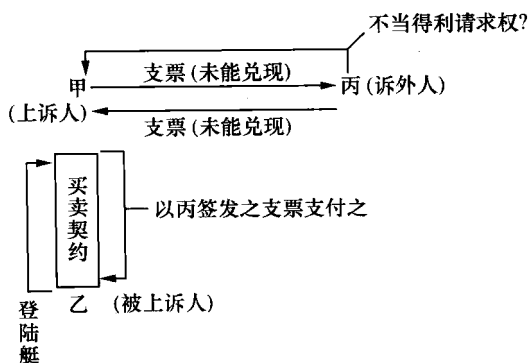 不当得利请求权?
支票(未能兑现)
甲
丙(诉外人)
(上诉人)
支票(未能兑现)
买卖契约
以丙签发之支票支付之
登陆艇
乙
(被上诉人)